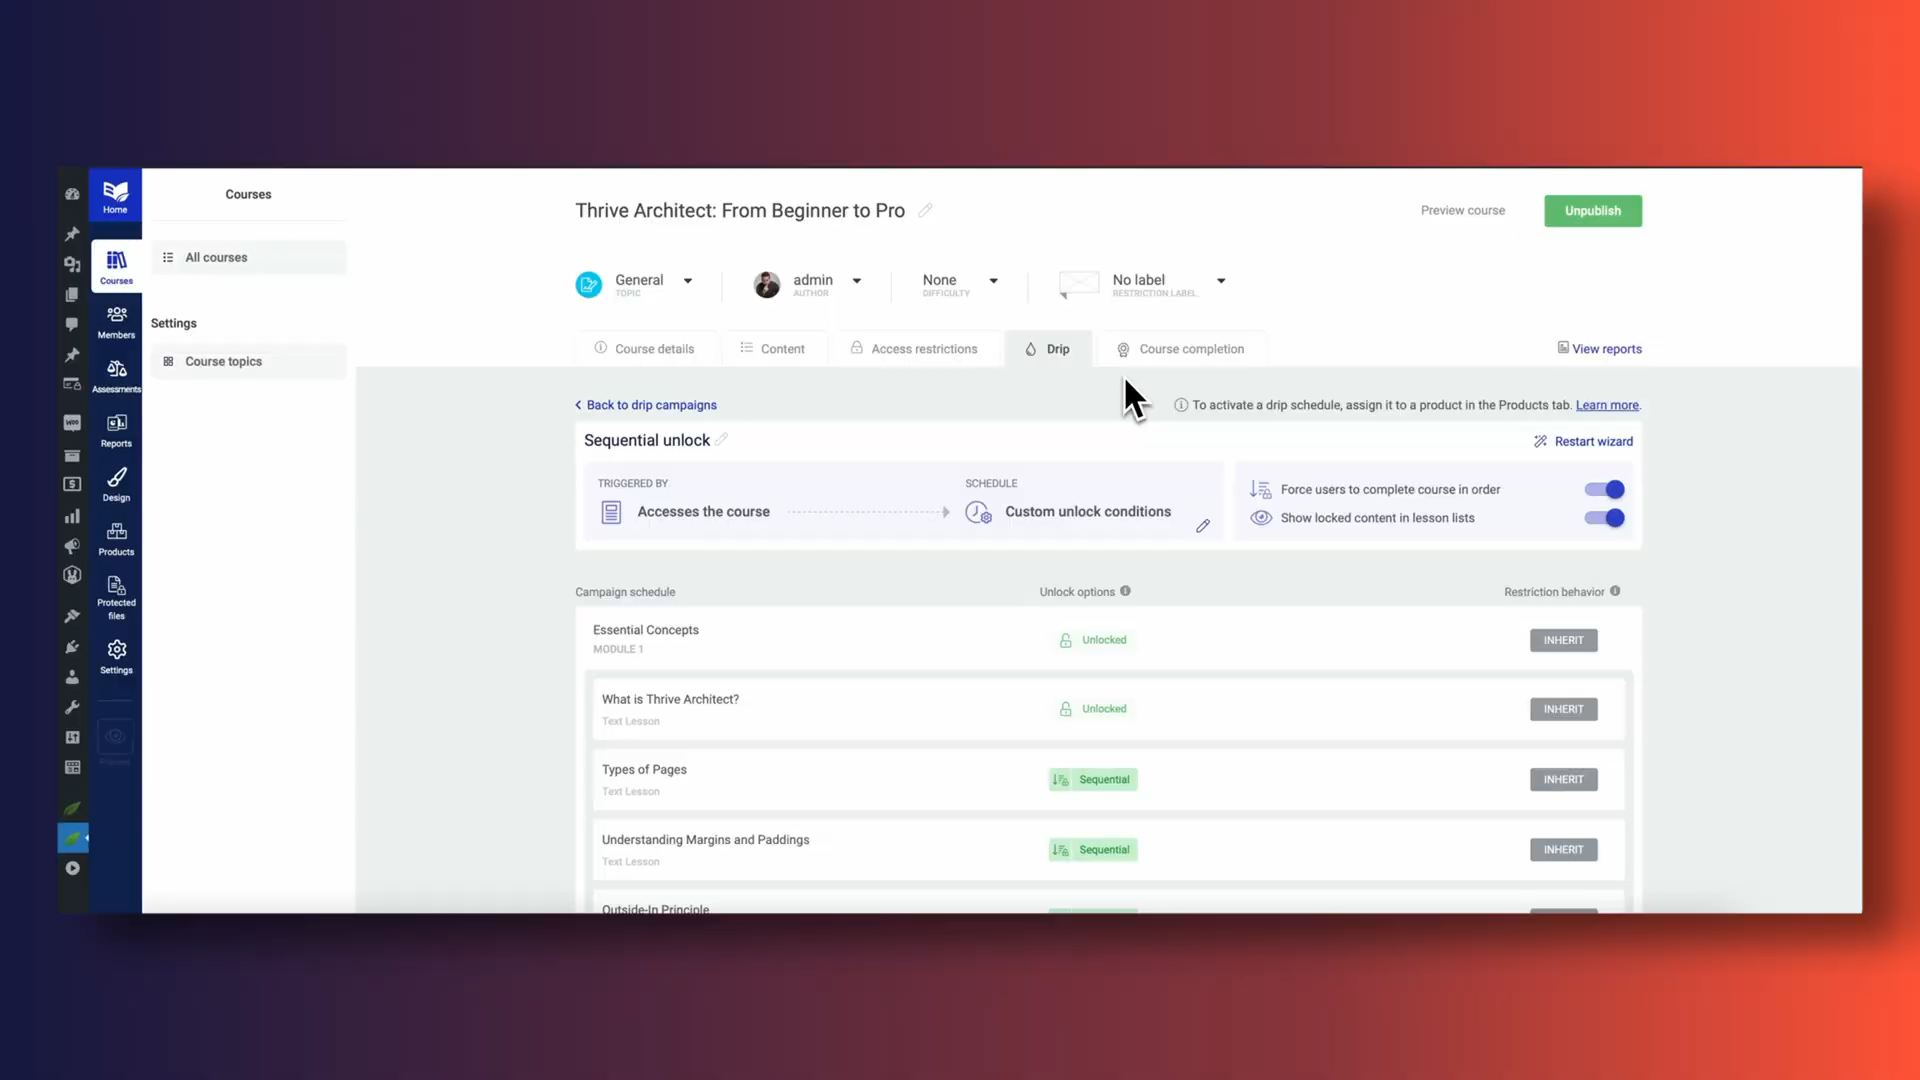 Home
Courses
Members
Assessments
Reports
Design
Products
Protected
files
Settings
Courses
All courses
Settings
Course topics
Thrive Architect: From Beginner to Pro
Preview course
Unpublish
General
TOPIC
admin
AUTHOR
None
DIFFICULTY
No label
RESTRICTION LABEL
Course details
Content
Access restrictions
Drip
Course completion
View reports
Back to drip campaigns
To activate a drip schedule, assign it to a product in the Products tab. Learn more.
Sequential unlock
Restart wizard
TRIGGERED BY
Accesses the course
SCHEDULE
Custom unlock conditions
Force users to complete course in order
Show locked content in lesson lists
Campaign schedule
Unlock options
Restriction behavior
Essential Concepts
MODULE 1
Unlocked
INHERIT
What is Thrive Architect?
Text Lesson
Unlocked
INHERIT
Types of Pages
Text Lesson
Sequential
INHERIT
Understanding Margins and Paddings
Text Lesson
Sequential
INHERIT
Outside-In Principle